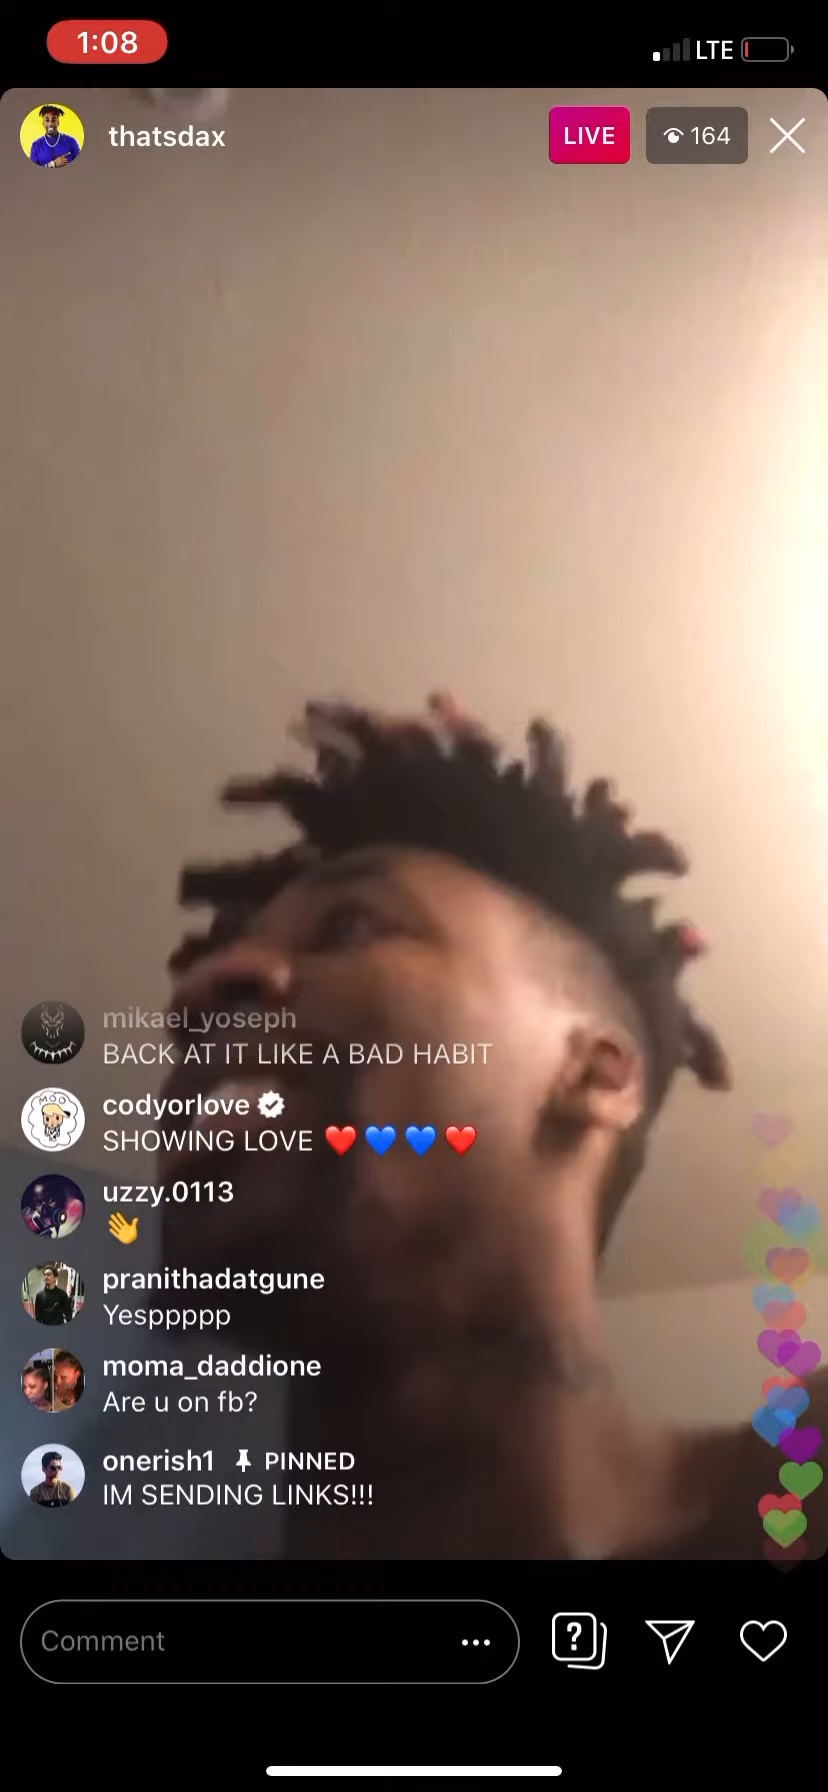 1:08
LTE
thatsdax
LIVE
164
mikael_yoseph
BACK AT IT LIKE A BAD HABIT
codyorlove
SHOWING LOVE ❤️💙💙❤️
uzzy.0113
👋
pranithadatgune
Yesppppp
moma_daddione
Are u on fb?
onerish1 PINNED
IM SENDING LINKS!!!
Comment